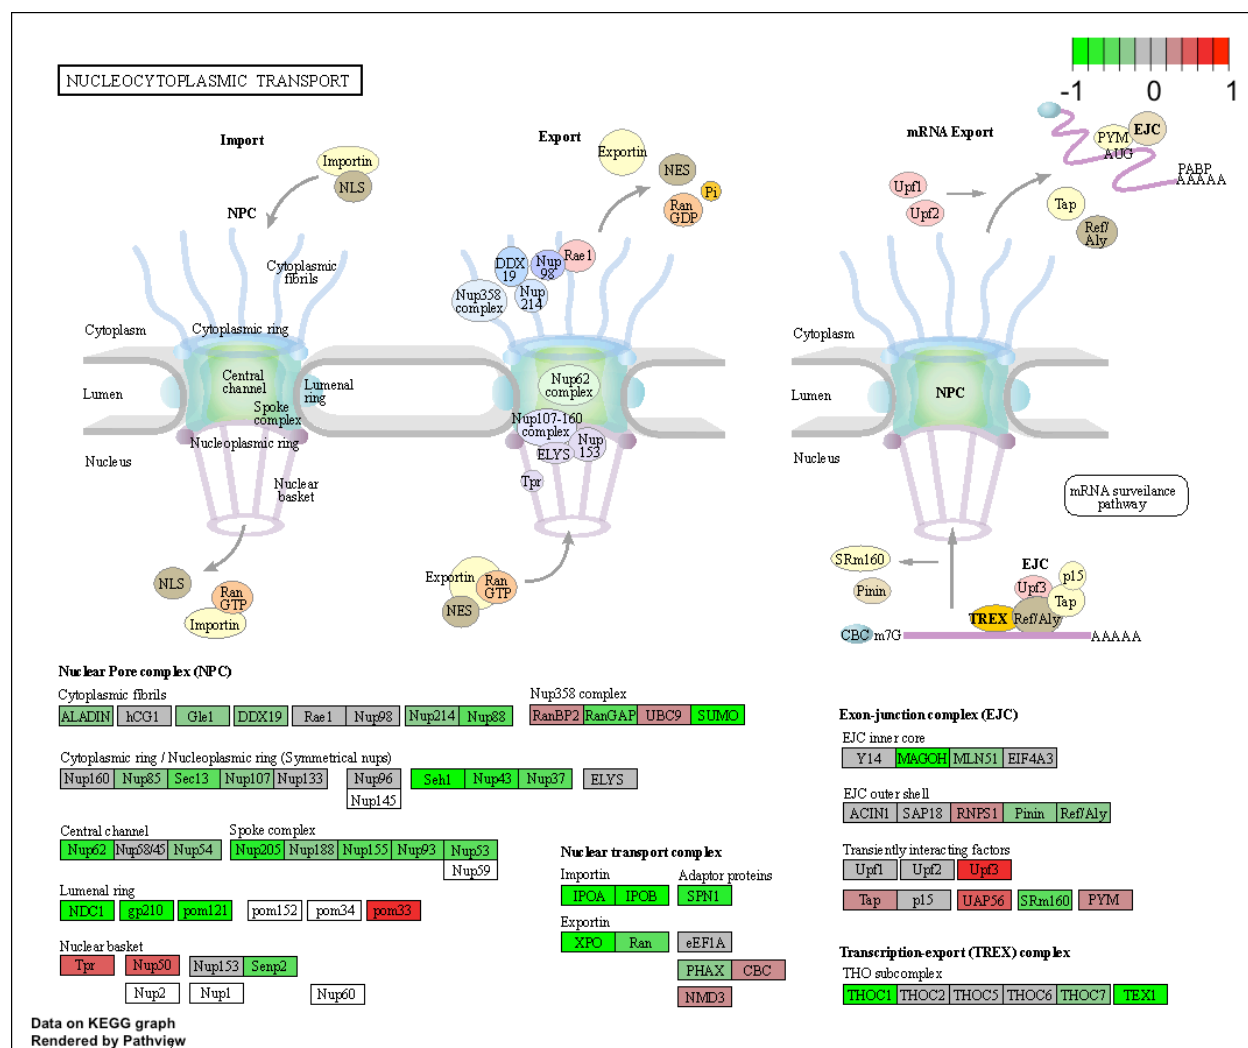 NUCLEOCYTOPLASMIC TRANSPORT
-1 0 1
Import
Importin
NLS
NPC
Cytoplasmic
fibrils
Cytoplasm
Cytoplasmic ring
Central
channel
Lumenal
ring
Lumen
Spoke
complex
Nucleoplasmic ring
Nucleus
Nuclear
basket
NLS
Ran
GTP
Importin
Export
Exportin
NES
Pi
Ran
GDP
DDX
19
Nup
98
Rae1
Nup358
complex
Nup
214
Nup62
complex
Nup107-160
complex
Nup
153
ELYS
Tpr
Exportin
Ran
GTP
NES
mRNA Export
PYM
EJC
AUG
PABP
AAAAA
Upf1
Upf2
Tap
Ref/
Aly
Cytoplasm
Lumen
NPC
Nucleus
mRNA surveilance
pathway
SRm160
Pinin
EJC
p15
Upf3
Tap
TREX
Ref/Aly
CBC m7G
AAAAA
Nuclear Pore complex (NPC)
Cytoplasmic fibrils
ALADIN hCG1 Gle1 DDX19 Rae1 Nup98 Nup214 Nup88
Nup358 complex
RanBP2 RanGAP UBC9 SUMO
Cytoplasmic ring / Nucleoplasmic ring (Symmetrical nups)
Nup160 Nup85 Sec13 Nup107 Nup133 Nup96 Seh1 Nup43 Nup37 ELYS
Nup145
Central channel
Nup62 Nup58/45 Nup54
Spoke complex
Nup205 Nup188 Nup155 Nup93 Nup53
Nup59
Lumenal ring
NDC1 gp210 pom121 pom152 pom34 pom33
Nuclear basket
Tpr Nup50 Nup153 Senp2
Nup2 Nup1 Nup60
Nuclear transport complex
Importin
IPOA IPOB
Adaptor proteins
SPN1
Exportin
XPO Ran eEF1A
PHAX CBC
NMD3
Exon-junction complex (EJC)
EJC inner core
Y14 MAGOH MLN51 EIF4A3
EJC outer shell
ACIN1 SAP18 RNPS1 Pinin Ref/Aly
Transiently interacting factors
Upf1 Upf2 Upf3
Tap p15 UAP56 SRm160 PYM
Transcription-export (TREX) complex
THO subcomplex
THOC1 THOC2 THOC5 THOC6 THOC7 TEX1
Data on KEGG graph
Rendered by Pathview